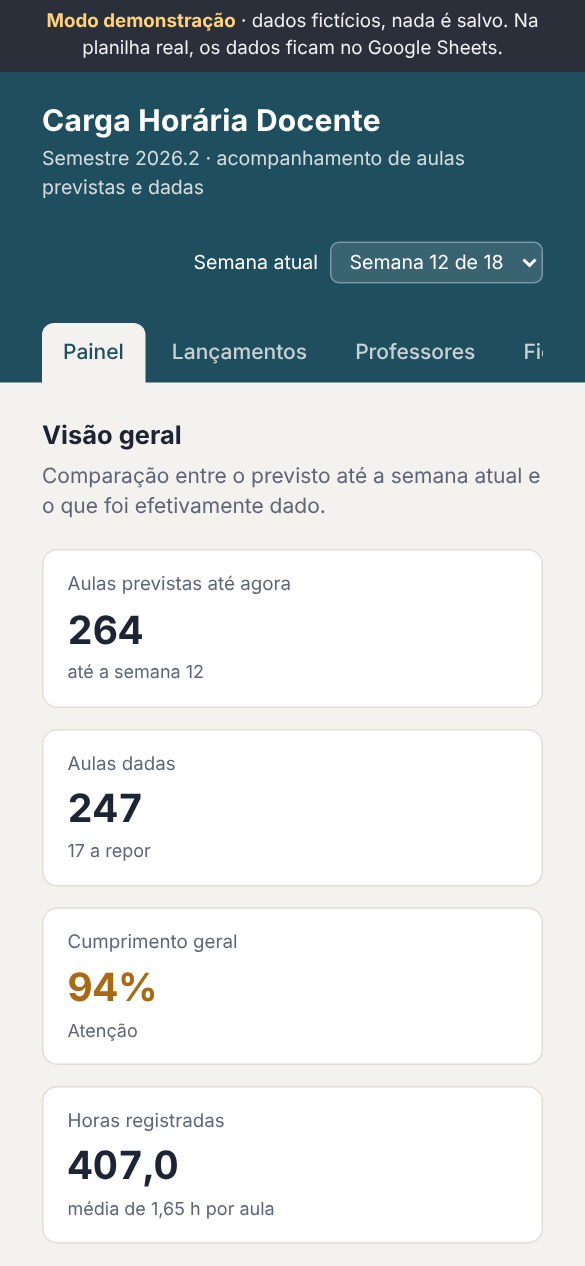 Modo demonstração · dados fictícios, nada é salvo. Na
planilha real, os dados ficam no Google Sheets.
Carga Horária Docente
Semestre 2026.2 · acompanhamento de aulas
previstas e dadas
Semana atual Semana 12 de 18
Painel Lançamentos Professores
Visão geral
Comparação entre o previsto até a semana atual e
o que foi efetivamente dado.
Aulas previstas até agora
264
até a semana 12
Aulas dadas
247
17 a repor
Cumprimento geral
94%
Atenção
Horas registradas
407,0
média de 1,65 h por aula